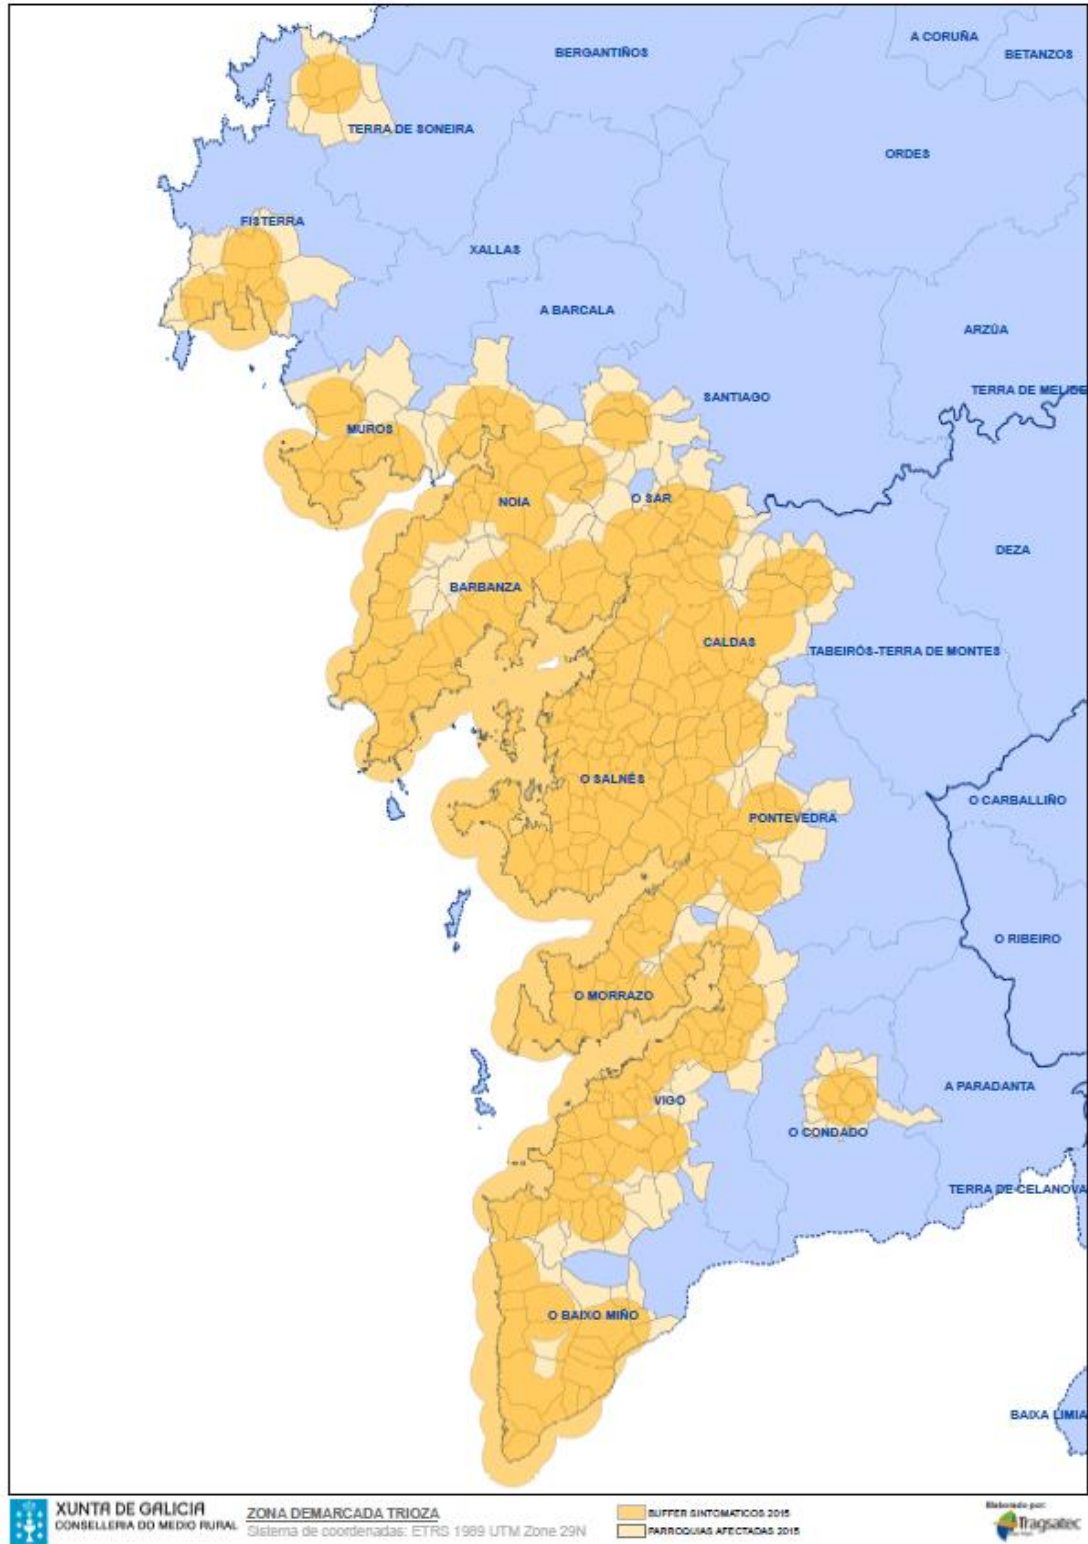 A CORUÑA
BERGANTIÑOS
BETANZOS
TERRA DE SONEIRA
ORDES
FISTERRA
XALLAS
A BARCALA
ARZÚA
TERRA DE MELIDE
SANTIAGO
MUROS
O SAR
NOIA
DEZA
BARBANZA
CALDAS
TABEIRÓS-TERRA DE MONTES
O SALNÉS
O CARBALLIÑO
PONTEVEDRA
O RIBEIRO
O MORRAZO
A PARADANTA
VIGO
O CONDADO
TERRA DE CELANOVA
O BAIXO MIÑO
BAIXA LIMIA
XUNTA DE GALICIA
CONSELLERIA DO MEDIO RURAL
ZONA DEMARCADA TRIOZA
Sistema de coordenadas: ETRS 1989 UTM Zone 29N
BUFFER SINTOMATICOS 2015
PARROQUIAS AFECTADAS 2015
Elaborado por:
Tragsatec